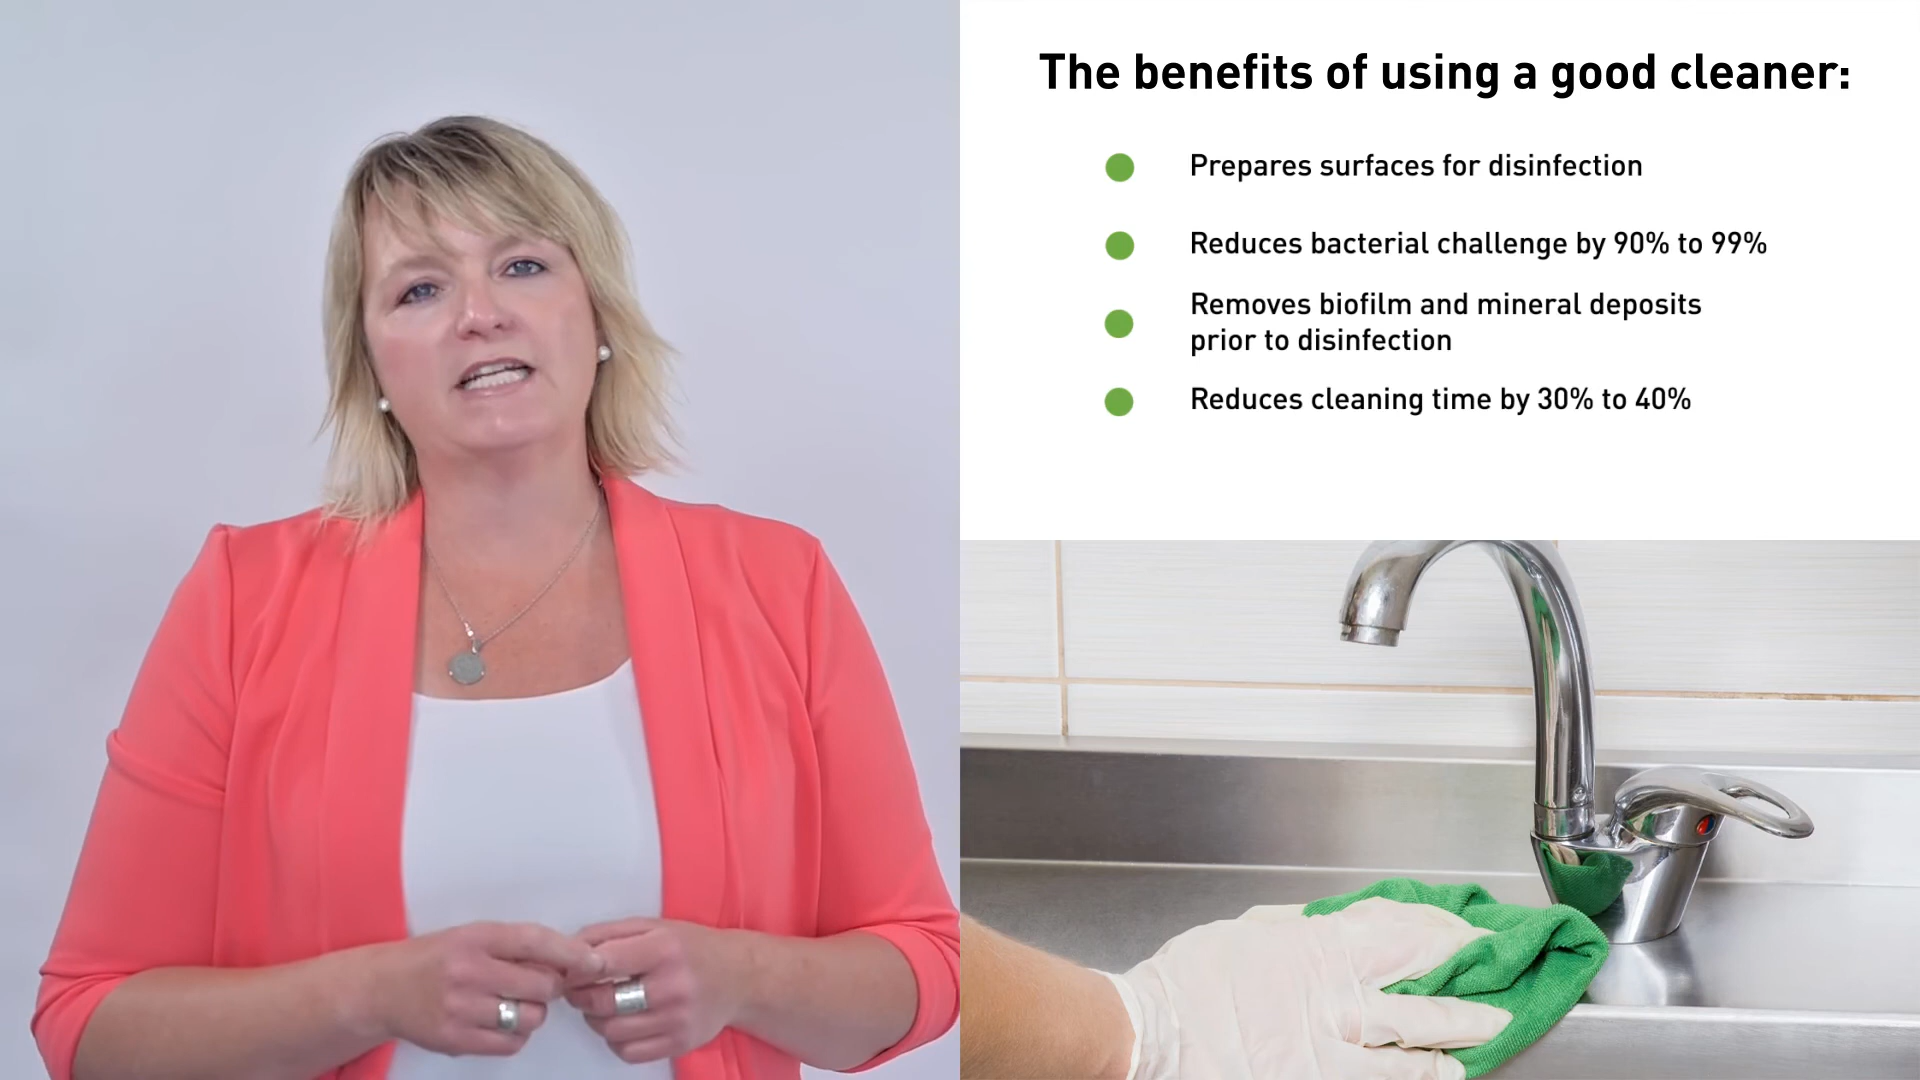 The benefits of using a good cleaner:
Prepares surfaces for disinfection
Reduces bacterial challenge by 90% to 99%
Removes biofilm and mineral deposits
prior to disinfection
Reduces cleaning time by 30% to 40%